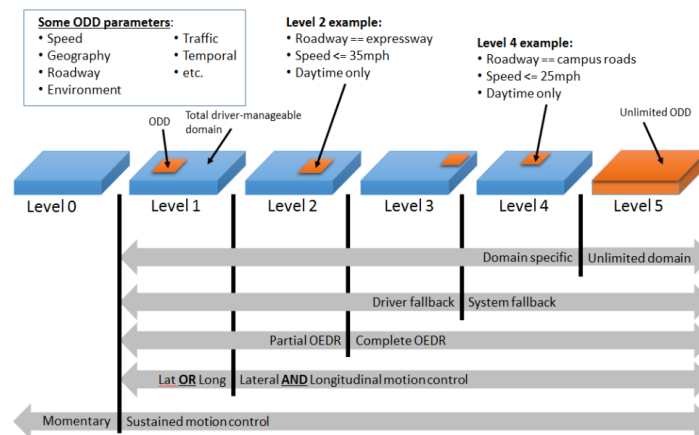 Some ODD parameters:
• Speed
• Geography
• Roadway
• Environment
• Traffic
• Temporal
• etc.
Level 2 example:
• Roadway == expressway
• Speed <= 35mph
• Daytime only
Level 4 example:
• Roadway == campus roads
• Speed <= 25mph
• Daytime only
ODD
Total driver-manageable
domain
Unlimited ODD
Level 0
Level 1
Level 2
Level 3
Level 4
Level 5
Domain specific
Unlimited domain
Driver fallback
System fallback
Partial OEDR
Complete OEDR
Lat OR Long
Lateral AND Longitudinal motion control
Momentary
Sustained motion control